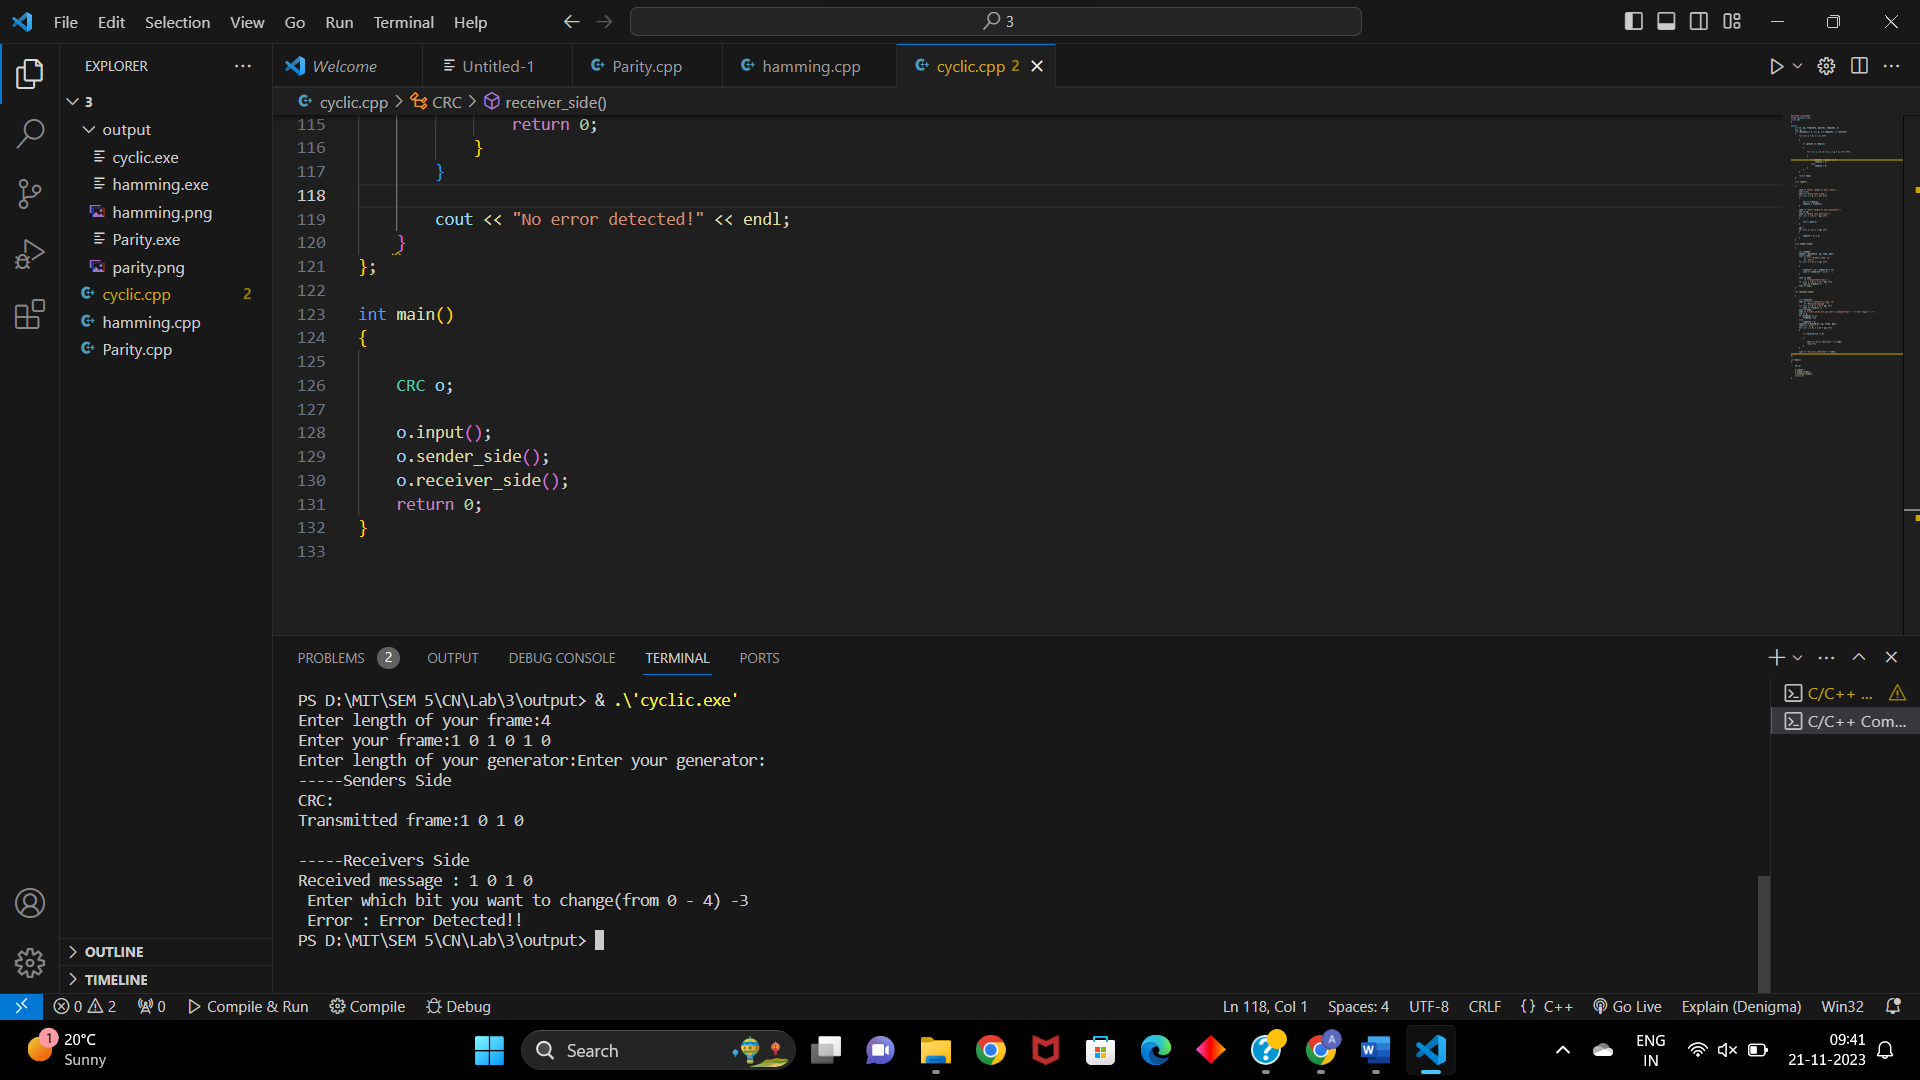 File Edit Selection View Go Run Terminal Help
3
EXPLORER
3
output
cyclic.exe
hamming.exe
hamming.png
Parity.exe
parity.png
cyclic.cpp 2
hamming.cpp
Parity.cpp
OUTLINE
TIMELINE
Welcome Untitled-1 Parity.cpp hamming.cpp cyclic.cpp 2
cyclic.cpp > CRC > receiver_side()
115 return 0;
116 }
117 }
118
119 cout << "No error detected!" << endl;
120 }
121 };
122
123 int main()
124 {
125
126 CRC o;
127
128 o.input();
129 o.sender_side();
130 o.receiver_side();
131 return 0;
132 }
133
PROBLEMS 2 OUTPUT DEBUG CONSOLE TERMINAL PORTS
PS D:\MIT\SEM 5\CN\Lab\3\output> & .\'cyclic.exe'
Enter length of your frame:4
Enter your frame:1 0 1 0 1 0
Enter length of your generator:Enter your generator:
-----Senders Side
CRC:
Transmitted frame:1 0 1 0
-----Receivers Side
Received message : 1 0 1 0
Enter which bit you want to change(from 0 - 4) -3
Error : Error Detected!!
PS D:\MIT\SEM 5\CN\Lab\3\output>
C/C++ ...
C/C++ Com...
0 2 0 Compile & Run Compile Debug Ln 118, Col 1 Spaces: 4 UTF-8 CRLF {} C++ Go Live Explain (Denigma) Win32
1 20°C
Sunny
Search
ENG
IN
09:41
21-11-2023